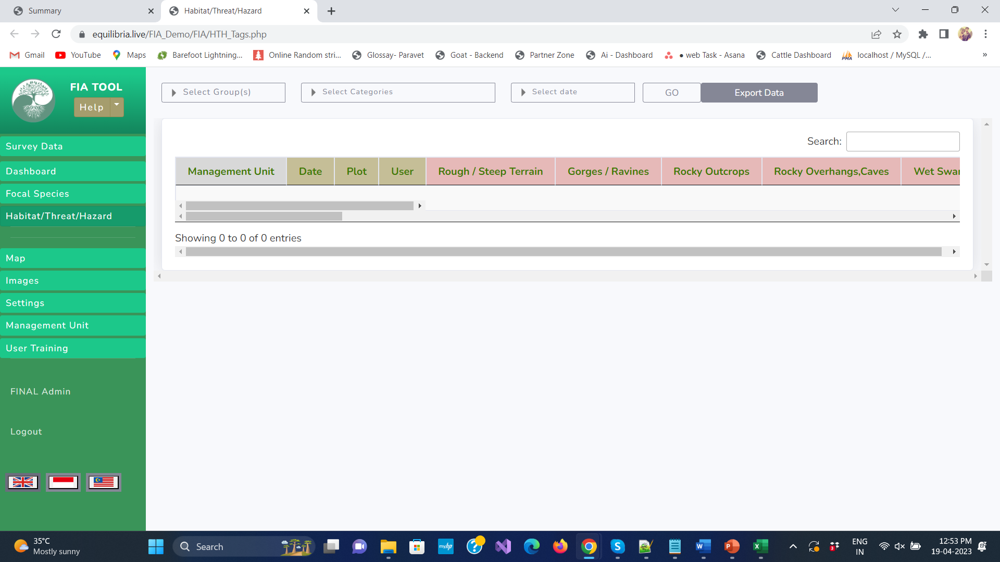 Summary
Habitat/Threat/Hazard
equilibria.live/FIA_Demo/FIA/HTH_Tags.php
Gmail
YouTube
Maps
Barefoot Lightning...
Online Random stri...
Glossay- Paravet
Goat - Backend
Partner Zone
Ai - Dashboard
● web Task - Asana
Cattle Dashboard
PMA
localhost / MySQL /...
»
FIA TOOL
Help
Survey Data
Dashboard
Focal Species
Habitat/Threat/Hazard
Map
Images
Settings
Management Unit
User Training
FINAL Admin
Logout
Select Group(s)
Select Categories
Select date
GO
Export Data
Search:
Management Unit
Date
Plot
User
Rough / Steep Terrain
Gorges / Ravines
Rocky Outcrops
Rocky Overhangs,Caves
Wet Swar
Showing 0 to 0 of 0 entries
35°C
Mostly sunny
Search
myhp
3
ENG
IN
12:53 PM
19-04-2023